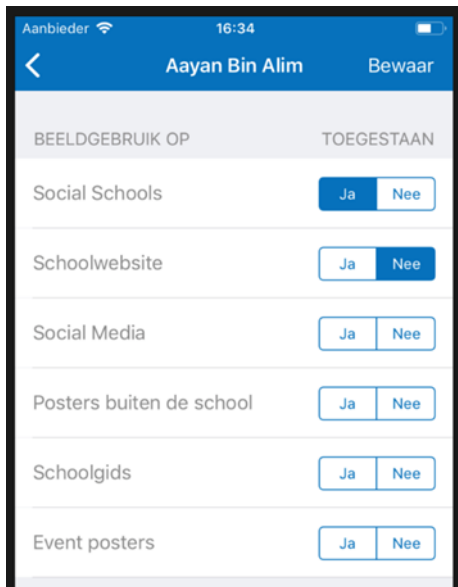 Aanbieder 16:34
Aayan Bin Alim Bewaar
BEELDGEBRUIK OP TOEGESTAAN
Social Schools Ja Nee
Schoolwebsite Ja Nee
Social Media Ja Nee
Posters buiten de school Ja Nee
Schoolgids Ja Nee
Event posters Ja Nee